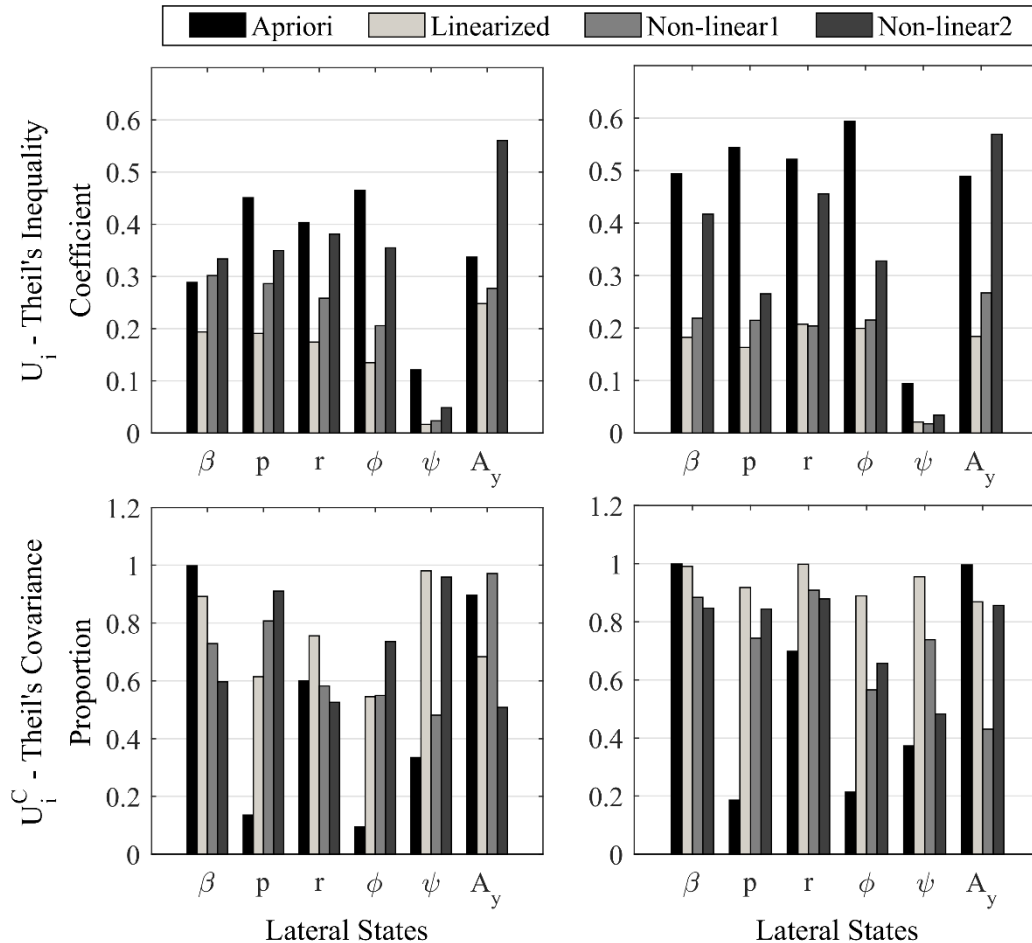 Apriori Linearized Non-linear1 Non-linear2
U_i - Theil's Inequality
Coefficient
0.6
0.5
0.4
0.3
0.2
0.1
0
β p r ϕ ψ A_y
0.6
0.5
0.4
0.3
0.2
0.1
0
β p r ϕ ψ A_y
U_i^C - Theil's Covariance
Proportion
1.2
1
0.8
0.6
0.4
0.2
0
β p r ϕ ψ A_y
Lateral States
1.2
1
0.8
0.6
0.4
0.2
0
β p r ϕ ψ A_y
Lateral States